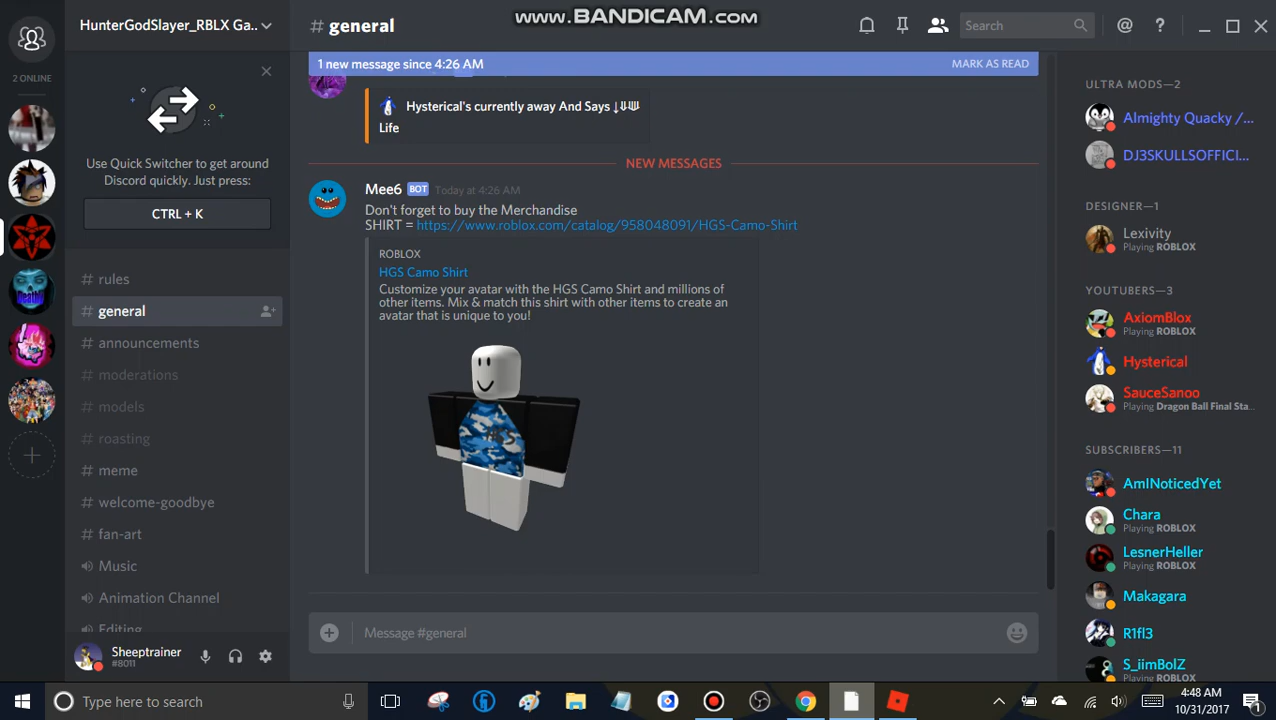 www.BANDICAM.com
HunterGodSlayer_RBLX Ga...
# general
Search
@
?
2 ONLINE
Use Quick Switcher to get around
Discord quickly. Just press:
CTRL + K
# rules
# general
# announcements
# moderations
# models
# roasting
# meme
# welcome-goodbye
# fan-art
Music
Animation Channel
Editing
Sheeptrainer
#8011
1 new message since 4:26 AM
MARK AS READ
Hysterical's currently away And Says
Life
NEW MESSAGES
Mee6 BOT Today at 4:26 AM
Don't forget to buy the Merchandise
SHIRT = https://www.roblox.com/catalog/958048091/HGS-Camo-Shirt
ROBLOX
HGS Camo Shirt
Customize your avatar with the HGS Camo Shirt and millions of
other items. Mix & match this shirt with other items to create an
avatar that is unique to you!
Message #general
ULTRA MODS—2
Almighty Quacky /...
DJ3SKULLSOFFICI...
DESIGNER—1
Lexivity
Playing ROBLOX
YOUTUBERS—3
AxiomBlox
Playing ROBLOX
Hysterical
SauceSanoo
Playing Dragon Ball Final Sta...
SUBSCRIBERS—11
AmINoticedYet
Chara
Playing ROBLOX
LesnerHeller
Playing ROBLOX
Makagara
R1fl3
S_iimBolZ
Playing ROBLOX
Type here to search
4:48 AM
10/31/2017